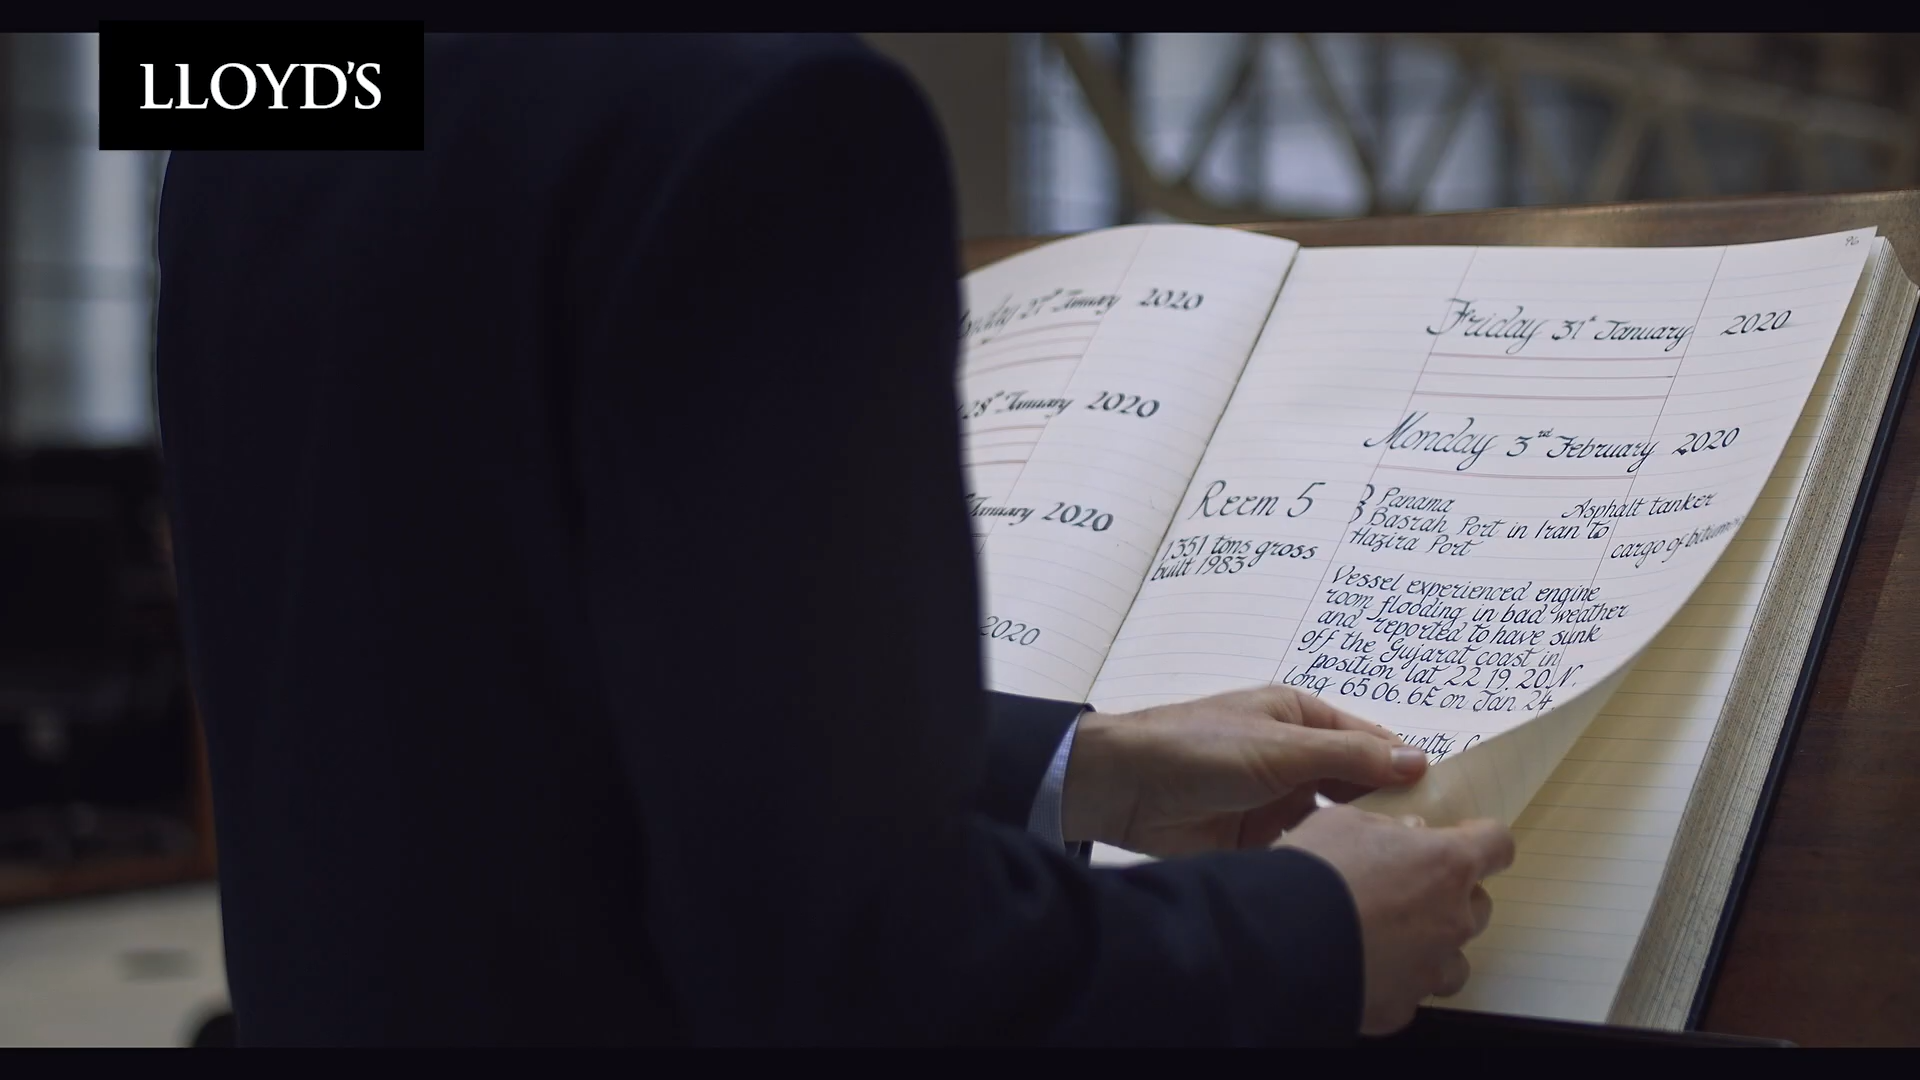 LLOYD'S
27th January 2020
28th January 2020
January 2020
2020
96
Friday 31st January 2020
Monday 3rd February 2020
Reem 5
1,351 tons gross
built 1983
Panama
Basrah Port in Iran to
Hazira Port
Asphalt tanker
cargo of
Vessel experienced engine
room flooding in bad weather
and reported to have sunk
off the Gujarat coast in
position lat 22 19.20N.
long 65 06.6E on Jan 24.